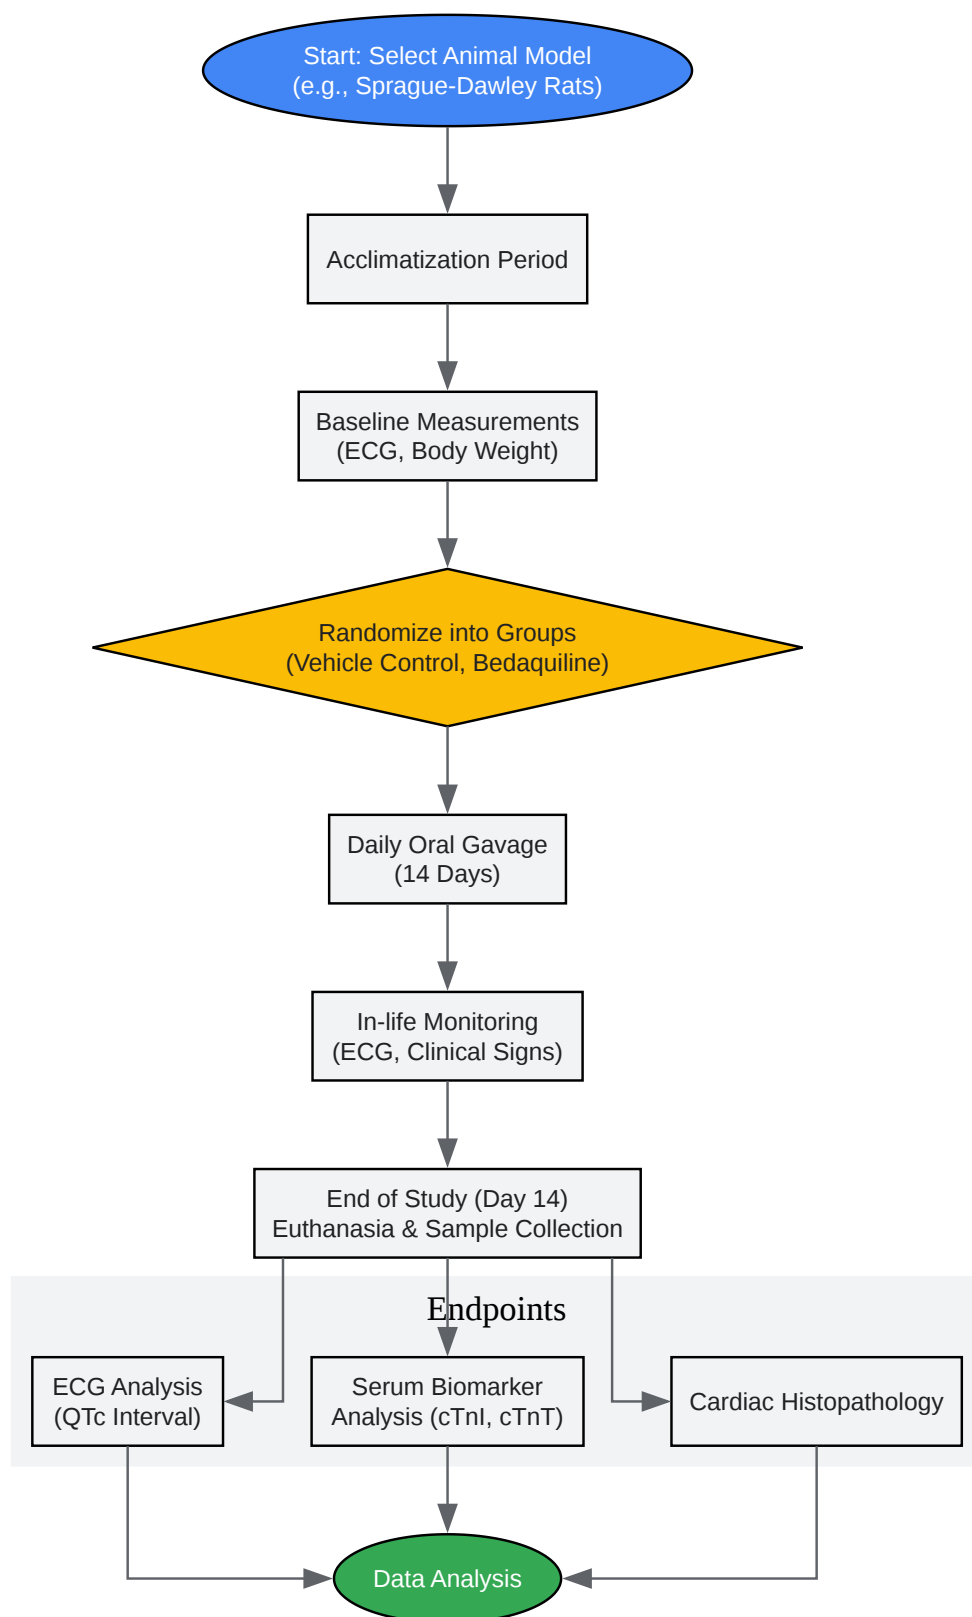 Start: Select Animal Model
(e.g., Sprague-Dawley Rats)
Acclimatization Period
Baseline Measurements
(ECG, Body Weight)
Randomize into Groups
(Vehicle Control, Bedaquiline)
Daily Oral Gavage
(14 Days)
In-life Monitoring
(ECG, Clinical Signs)
End of Study (Day 14)
Euthanasia & Sample Collection
Endpoints
ECG Analysis
(QTc Interval)
Serum Biomarker
Analysis (cTnI, cTnT)
Cardiac Histopathology
Data Analysis